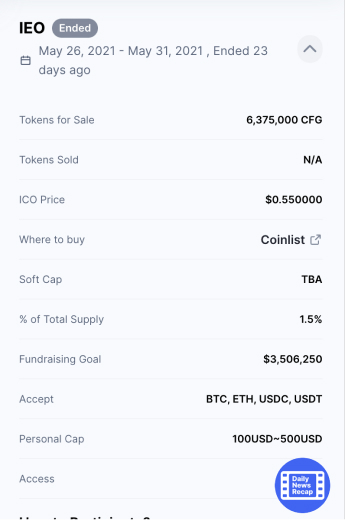 IEO Ended
May 26, 2021 - May 31, 2021 , Ended 23
days ago
Tokens for Sale 6,375,000 CFG
Tokens Sold N/A
ICO Price $0.550000
Where to buy Coinlist
Soft Cap TBA
% of Total Supply 1.5%
Fundraising Goal $3,506,250
Accept BTC, ETH, USDC, USDT
Personal Cap 100USD~500USD
Access
Daily
News
Recap